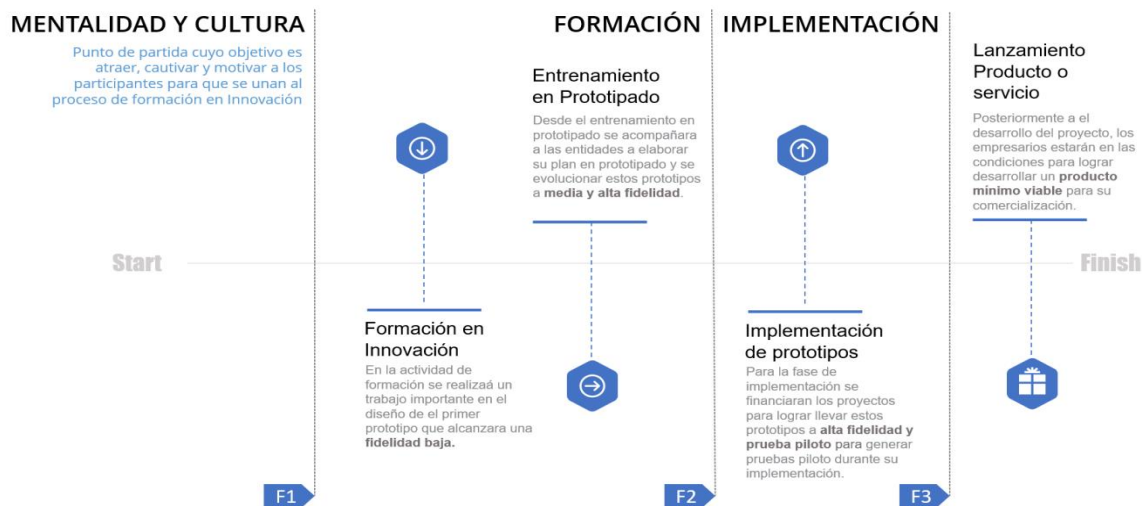 MENTALIDAD Y CULTURA
Punto de partida cuyo objetivo es
atraer, cautivar y motivar a los
participantes para que se unan al
proceso de formación en Innovación
FORMACIÓN
IMPLEMENTACIÓN
Entrenamiento
en Prototipado
Desde el entrenamiento en
prototipado se acompañara
a las entidades a elaborar
su plan en prototipado y se
evolucionar estos prototipos
a media y alta fidelidad.
Lanzamiento
Producto o
servicio
Posteriormente a el
desarrollo del proyecto, los
empresarios estarán en las
condiciones para lograr
desarrollar un producto
mínimo viable para su
comercialización.
Start
Finish
Formación en
Innovación
En la actividad de
formación se realizaá un
trabajo importante en el
diseño de el primer
prototipo que alcanzara una
fidelidad baja.
Implementación
de prototipos
Para la fase de
implementación se
financiaran los proyectos
para lograr llevar estos
prototipos a alta fidelidad y
prueba piloto para generar
pruebas piloto durante su
implementación.
F1
F2
F3